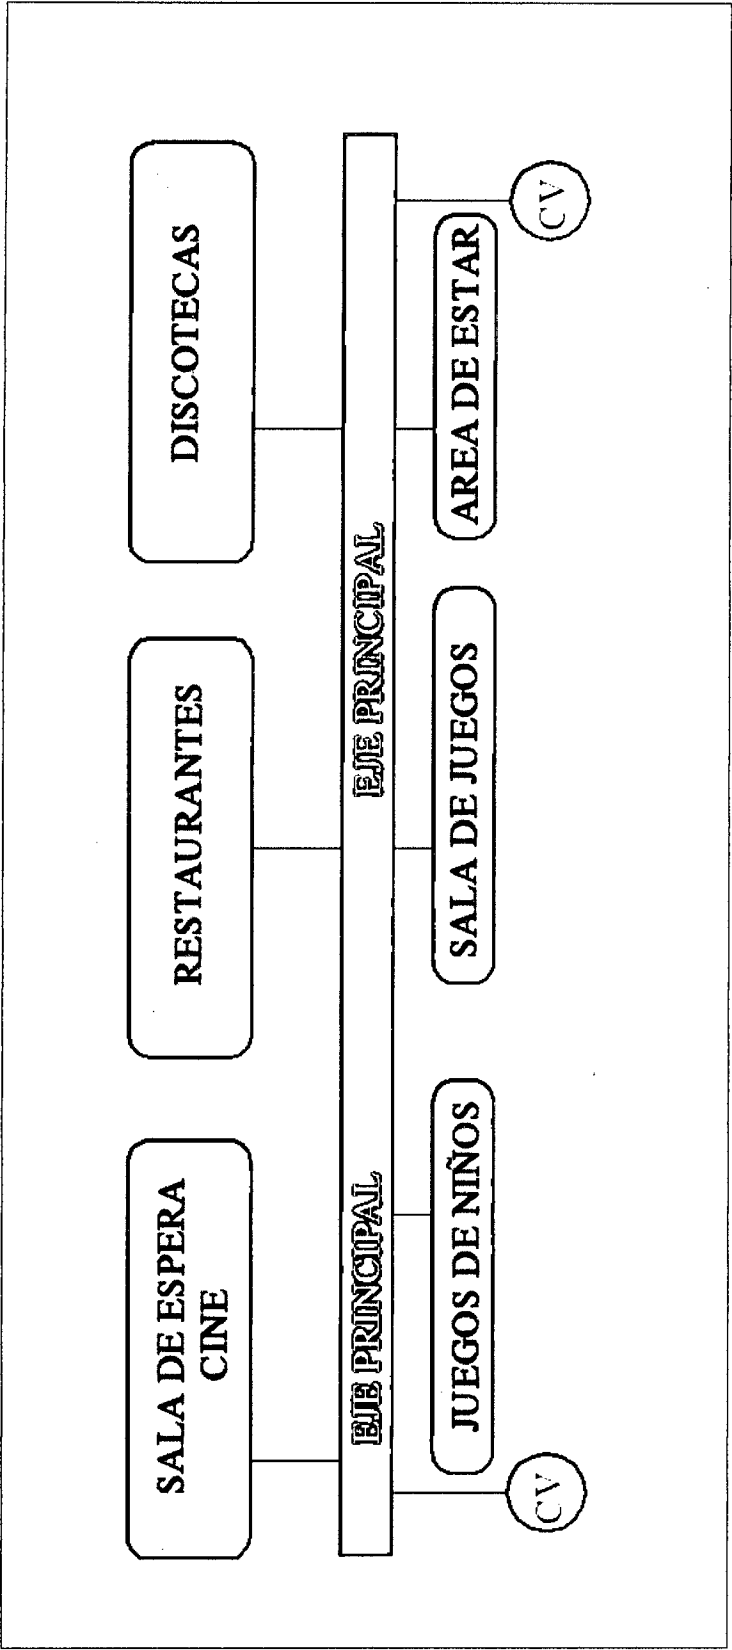 SALA DE ESPERA
CINE
RESTAURANTES
DISCOTECAS
EJE PRINCIPAL
EJE PRINCIPAL
JUEGOS DE NIÑOS
SALA DE JUEGOS
AREA DE ESTAR
CV
CV